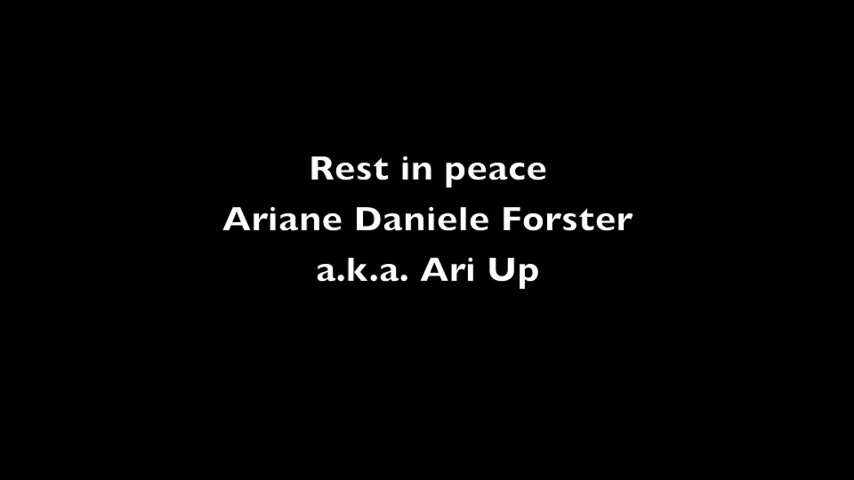 Rest in peace
Ariane Daniele Forster
a.k.a. Ari Up